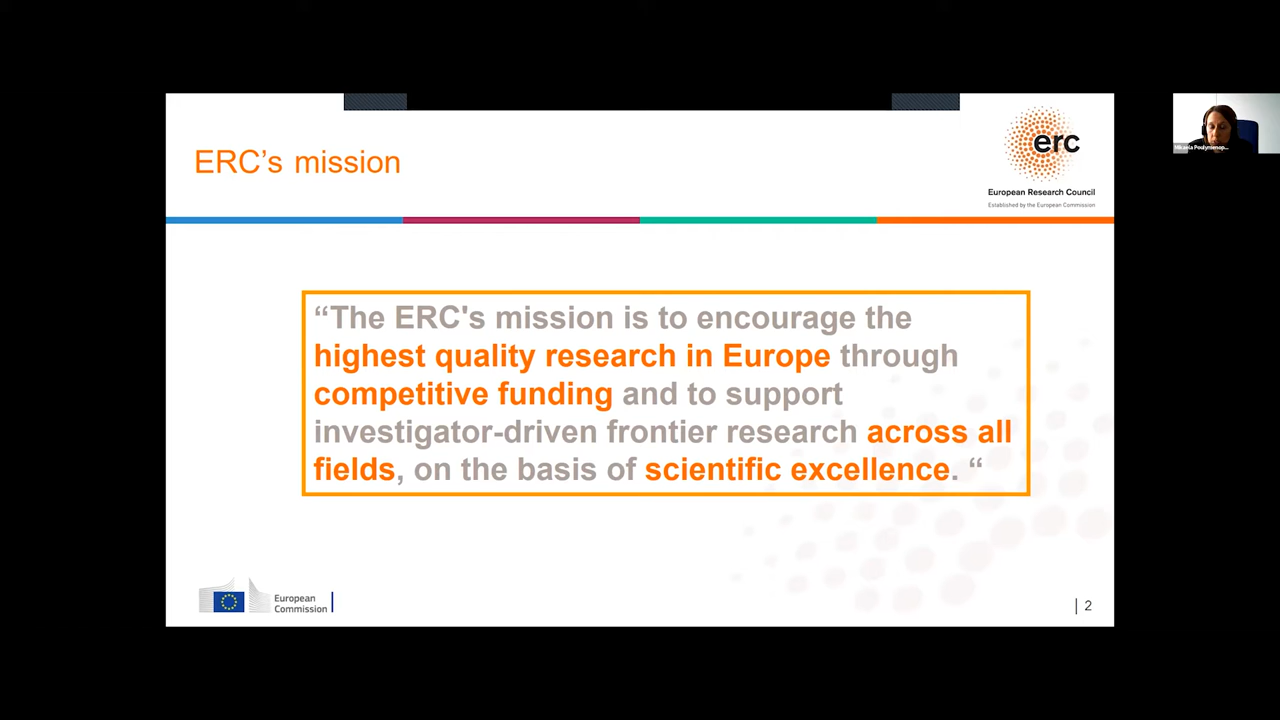 ERC’s mission
erc
European Research Council
Established by the European Commission
Mikaela Poulymenop...
“The ERC's mission is to encourage the
highest quality research in Europe through
competitive funding and to support
investigator-driven frontier research across all
fields, on the basis of scientific excellence. “
European
Commission
2